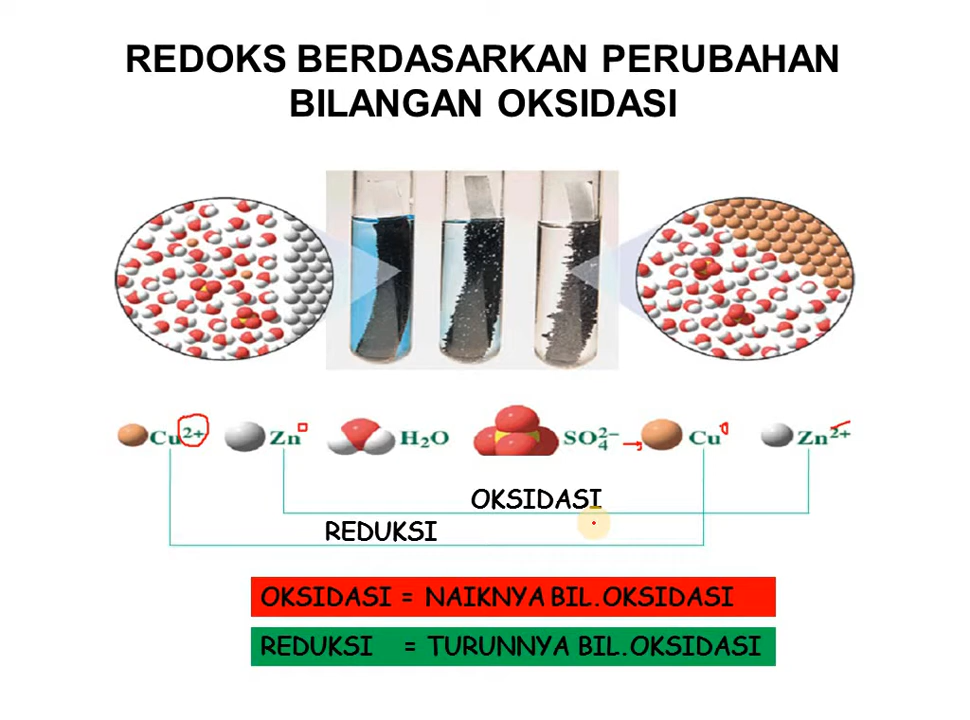 REDOKS BERDASARKAN PERUBAHAN
BILANGAN OKSIDASI
Cu²⁺ Zn⁰ H₂O SO₄²⁻ → Cu⁰ Zn²⁺
OKSIDASI
REDUKSI
OKSIDASI = NAIKNYA BIL.OKSIDASI
REDUKSI = TURUNNYA BIL.OKSIDASI